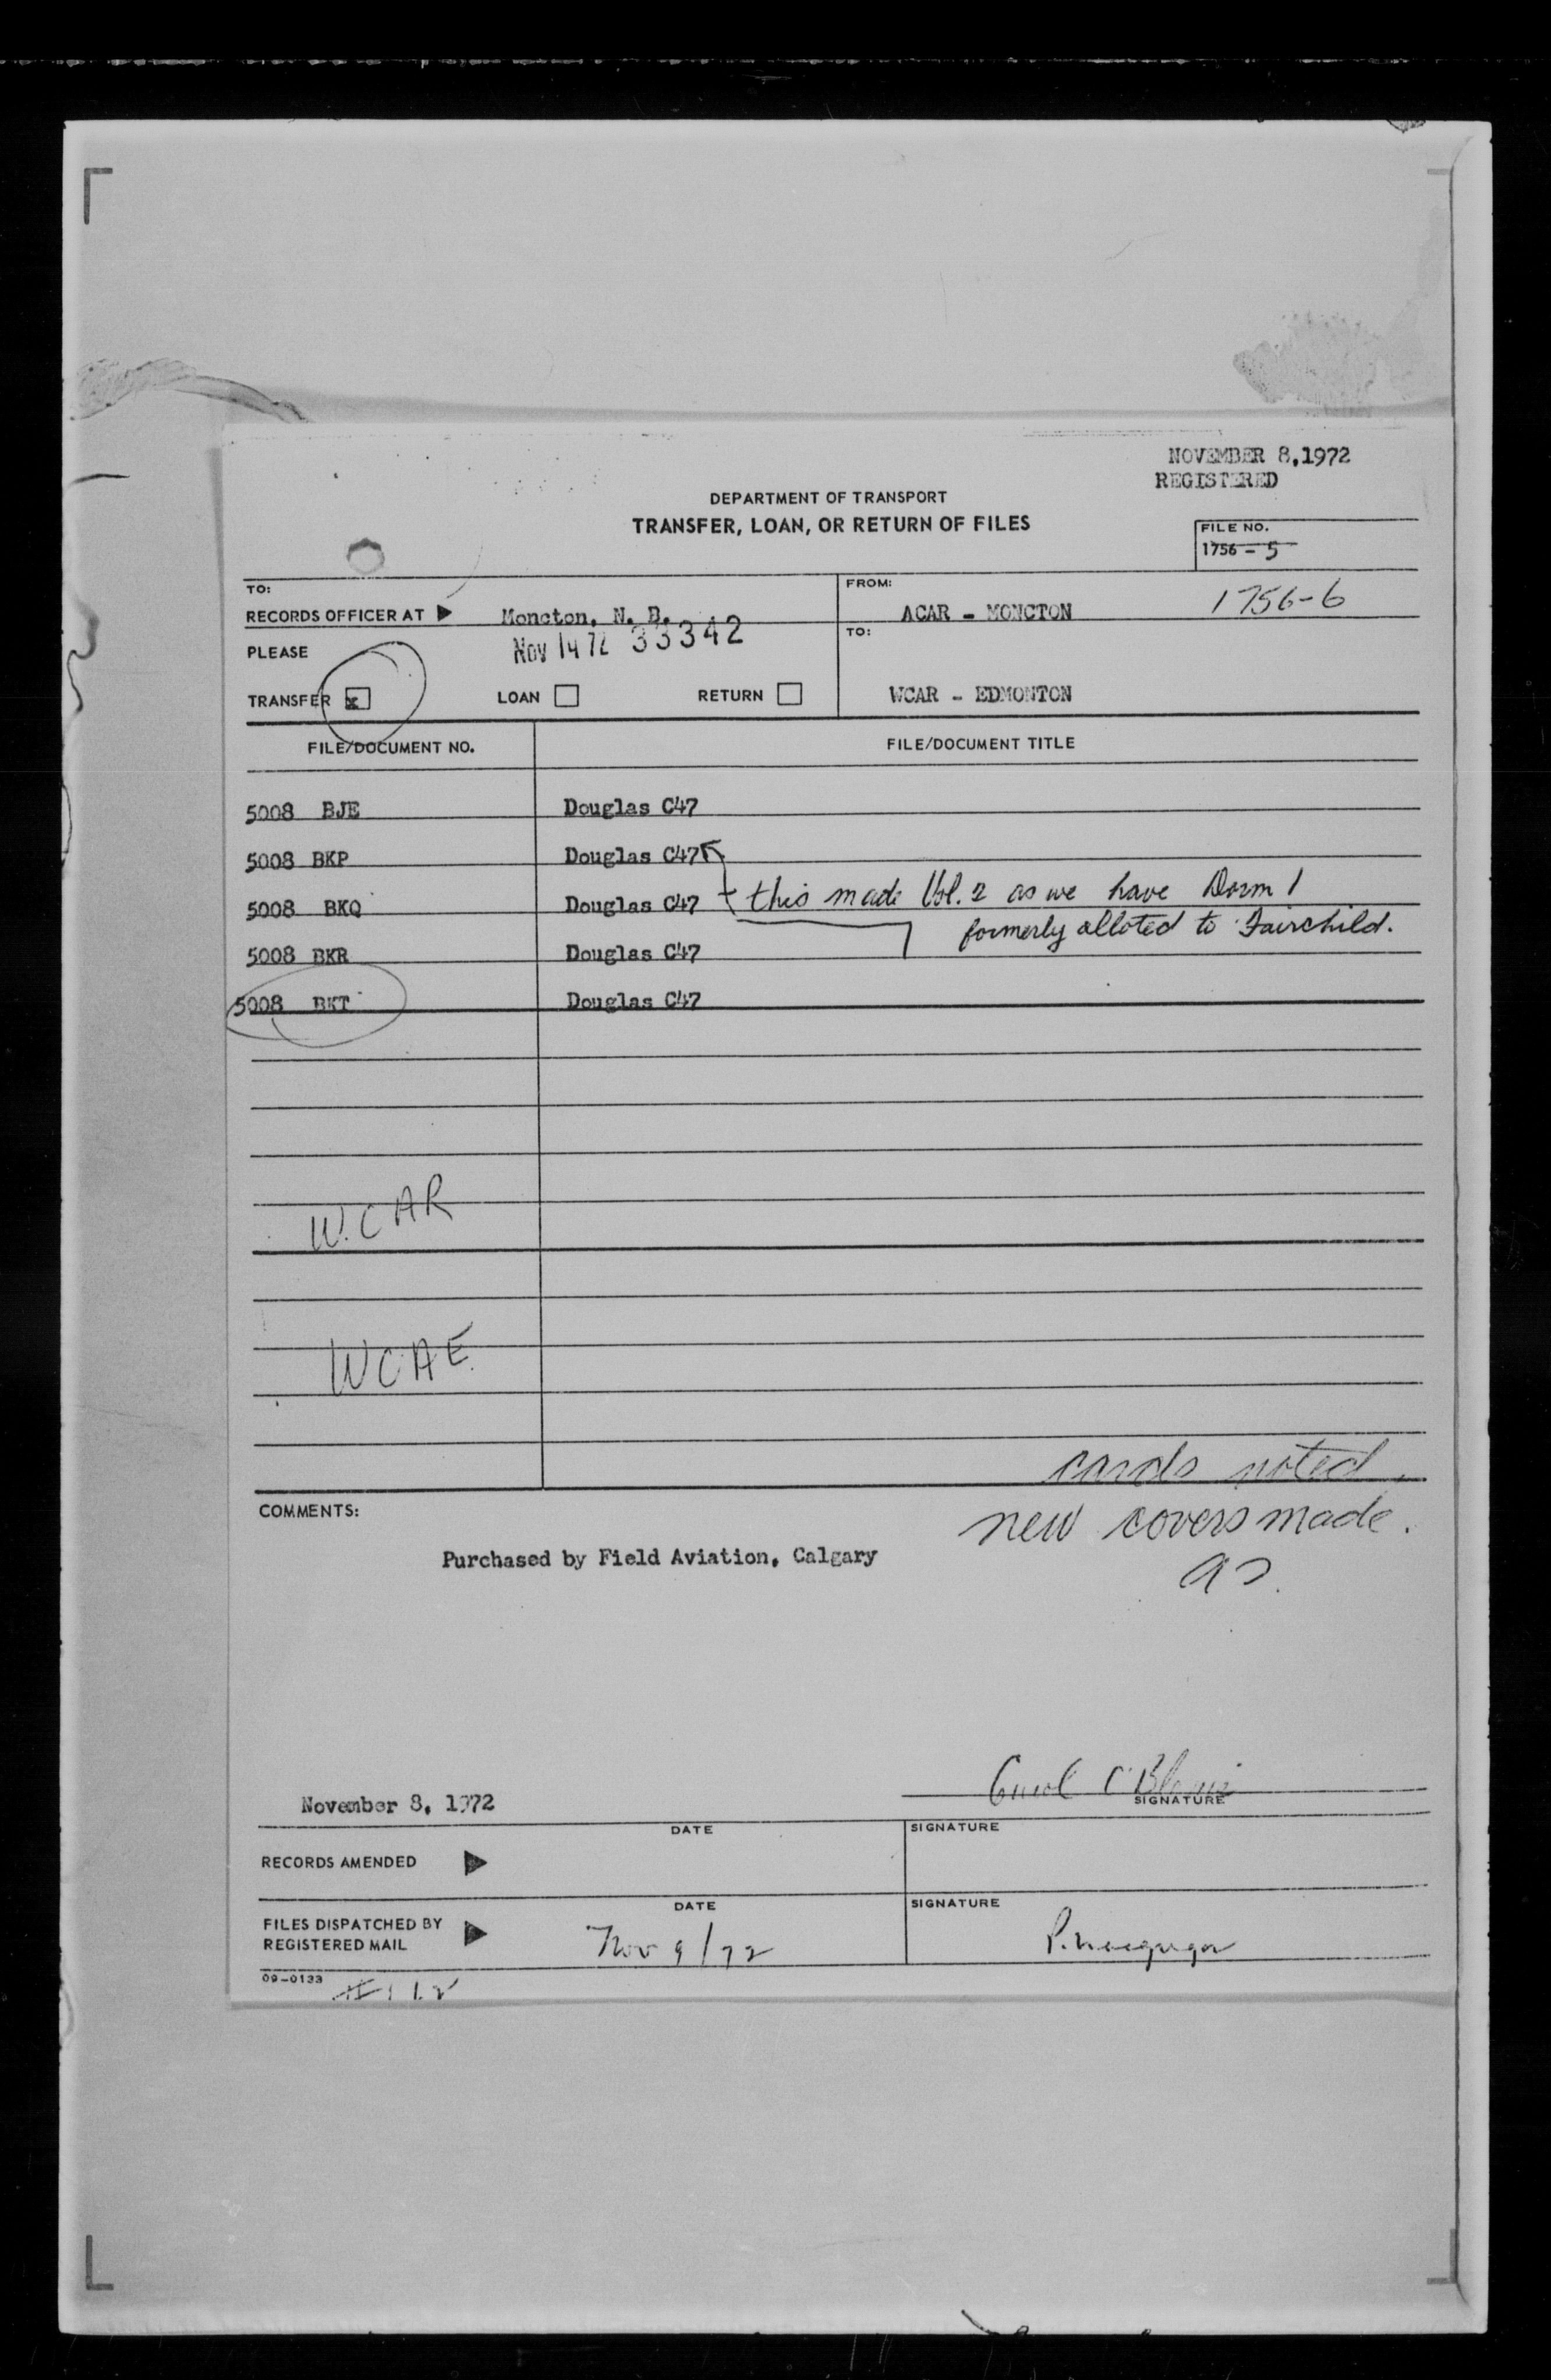 NOVEMBER 8,1972
REGISTERED
DEPARTMENT OF TRANSPORT
TRANSFER, LOAN, OR RETURN OF FILES
FILE NO.
1756 - 5
1756-6
TO:
RECORDS OFFICER AT Moncton, N. B.
FROM:
ACAR - MONCTON
Nov 14 72 33342
PLEASE
TRANSFER x LOAN RETURN
TO:
WCAR - EDMONTON
FILE/DOCUMENT NO. FILE/DOCUMENT TITLE
5008 BJE Douglas C47
5008 BKP Douglas C47
5008 BKQ Douglas C47 this made Vol. 2 as we have Dorm 1
formerly alloted to Fairchild.
5008 BKR Douglas C47
5008 BKT Douglas C47
W.CAR
WCAE
cards noted.
new covers made.
COMMENTS:
Purchased by Field Aviation, Calgary
November 8, 1972
Carol
SIGNATURE
DATE SIGNATURE
RECORDS AMENDED
DATE SIGNATURE
FILES DISPATCHED BY
REGISTERED MAIL
Nov 9/72
09-0133